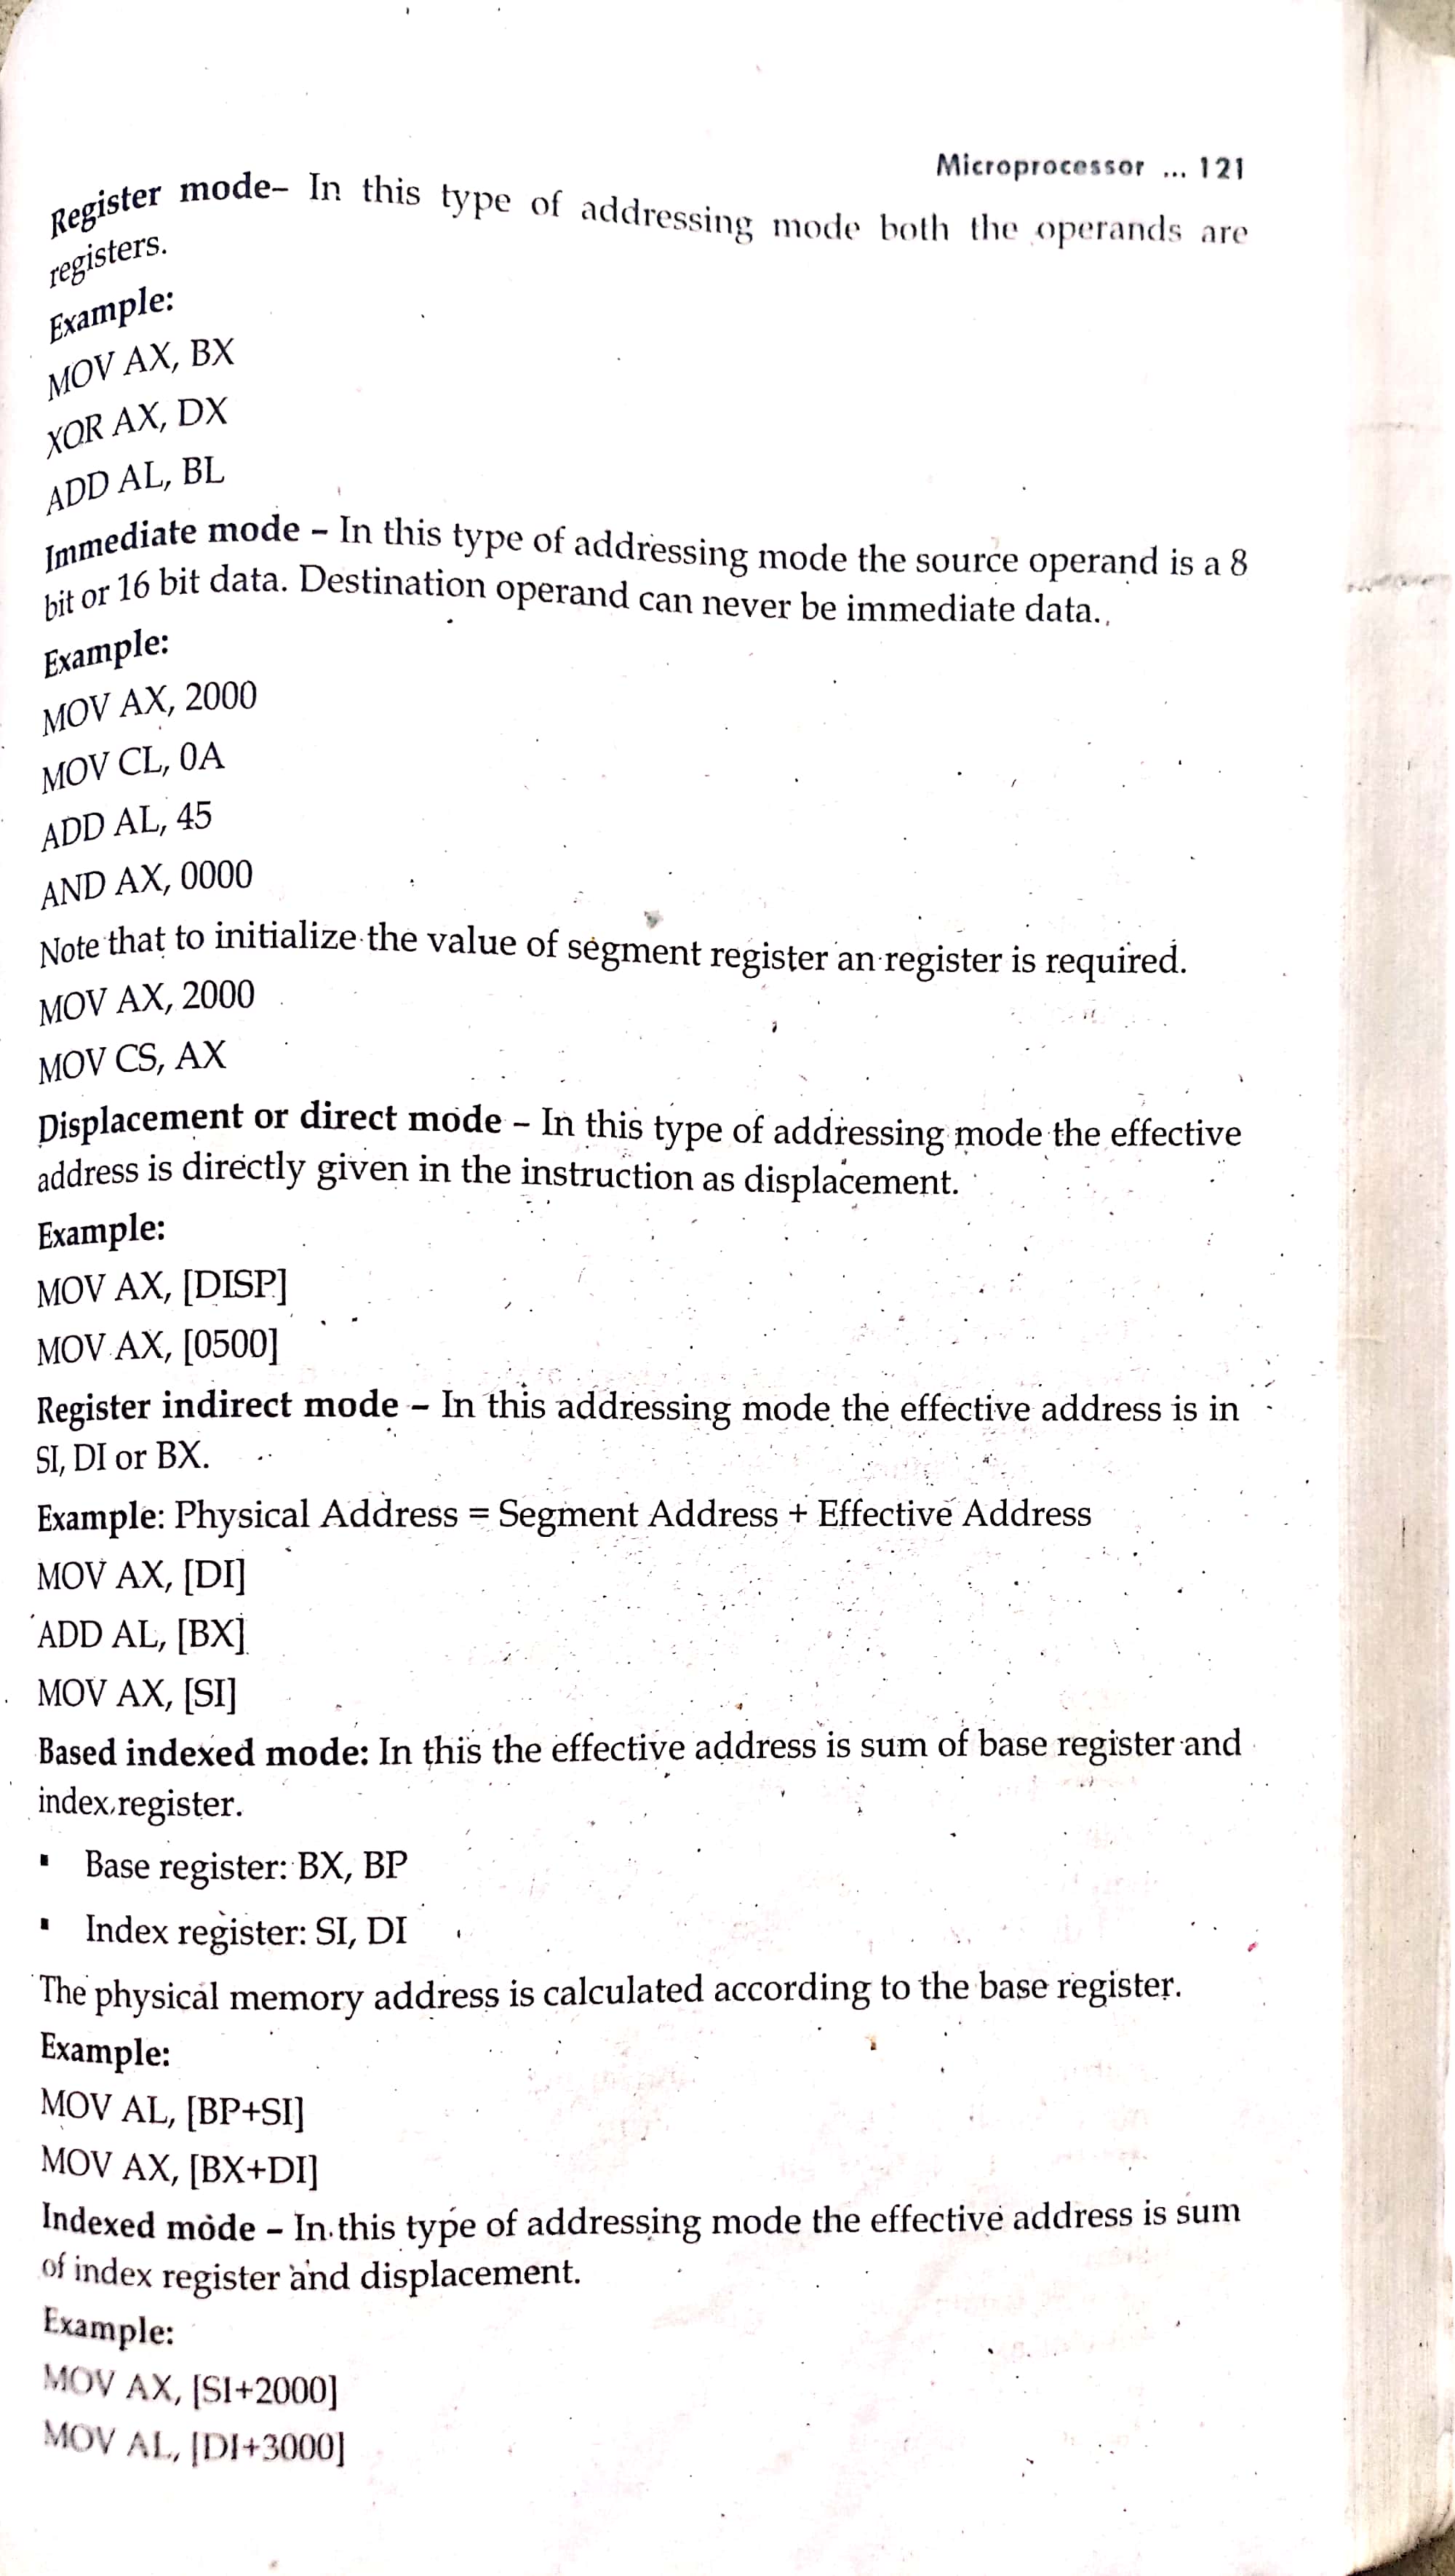 Microprocessor ... 121
Register mode– In this type of addressing mode both the operands are
registers.
Example:
MOV AX, BX
XOR AX, DX
ADD AL, BL
Immediate mode – In this type of addressing mode the source operand is a 8
bit or 16 bit data. Destination operand can never be immediate data.
Example:
MOV AX, 2000
MOV CL, 0A
ADD AL, 45
AND AX, 0000
Note that to initialize the value of segment register an register is required.
MOV AX, 2000
MOV CS, AX
Displacement or direct mode – In this type of addressing mode the effective
address is directly given in the instruction as displacement.
Example:
MOV AX, [DISP]
MOV AX, [0500]
Register indirect mode – In this addressing mode the effective address is in
SI, DI or BX.
Example: Physical Address = Segment Address + Effective Address
MOV AX, [DI]
ADD AL, [BX]
MOV AX, [SI]
Based indexed mode: In this the effective address is sum of base register and
index register.
▪ Base register: BX, BP
▪ Index register: SI, DI
The physical memory address is calculated according to the base register.
Example:
MOV AL, [BP+SI]
MOV AX, [BX+DI]
Indexed mode – In this type of addressing mode the effective address is sum
of index register and displacement.
Example:
MOV AX, [SI+2000]
MOV AL, [DI+3000]